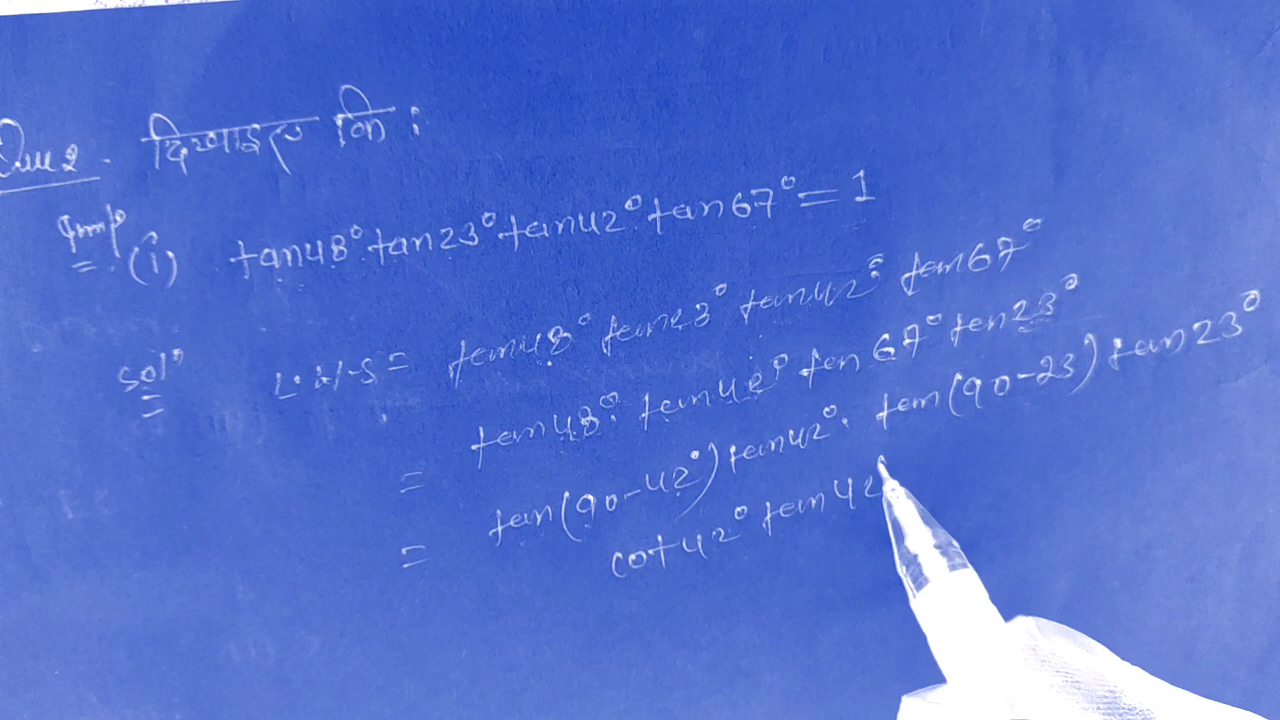 Que 2. दिखाइए कि :
Imp (i) tan48° tan23° tan42° tan67° = 1
Solⁿ L.H.S = tan48° tan23° tan42° tan67°
= tan48° tan42° tan67° tan23°
= tan(90-42°) tan42°. tan(90-23) tan23°
cot42° tan42